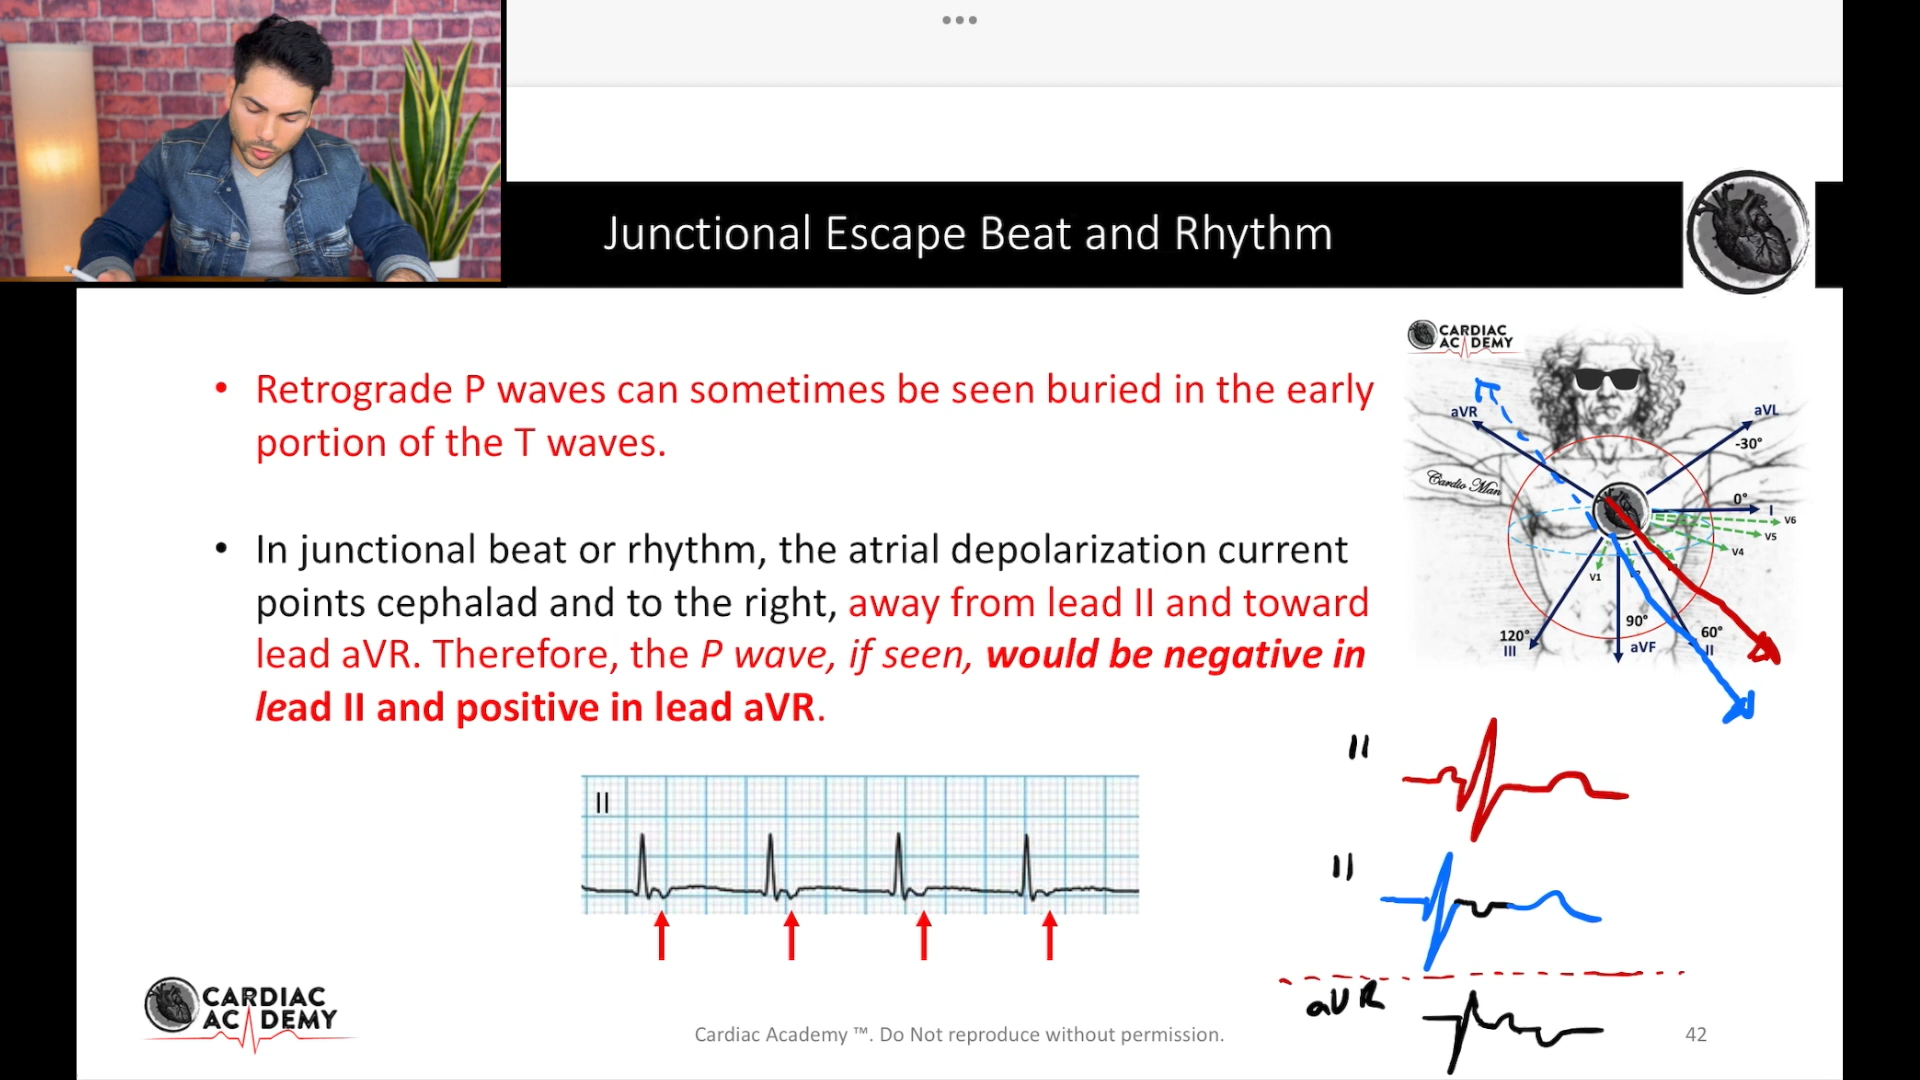 Junctional Escape Beat and Rhythm
• Retrograde P waves can sometimes be seen buried in the early
portion of the T waves.
• In junctional beat or rhythm, the atrial depolarization current
points cephalad and to the right, away from lead II and toward
lead aVR. Therefore, the P wave, if seen, would be negative in
lead II and positive in lead aVR.
CARDIAC
ACADEMY
aVR
aVL
-30°
Cardio Man
0°
I
V6
V5
V4
V1
90°
60°
120°
III
aVF
II
II
II
II
aVR
CARDIAC
ACADEMY
Cardiac Academy ™. Do Not reproduce without permission.
42